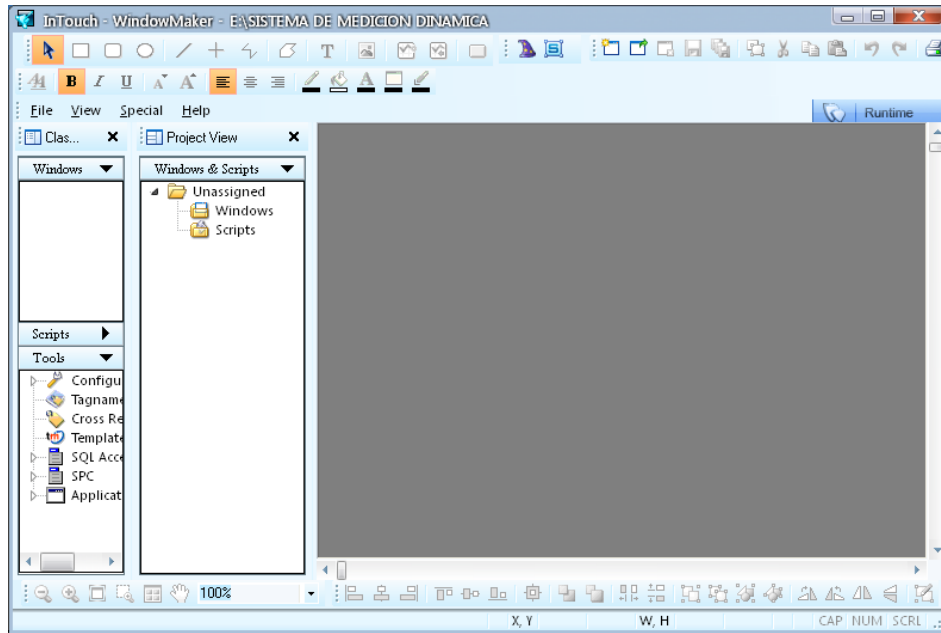 InTouch - WindowMaker - E:\SISTEMA DE MEDICION DINAMICA
T
A B I U A A A
File View Special Help
Runtime
Clas...
Project View
Windows
Windows & Scripts
Unassigned
Windows
Scripts
Scripts
Tools
Configu
Tagname
Cross Re
Template
SQL Acce
SPC
Applicat
100%
X, Y W, H CAP NUM SCRL